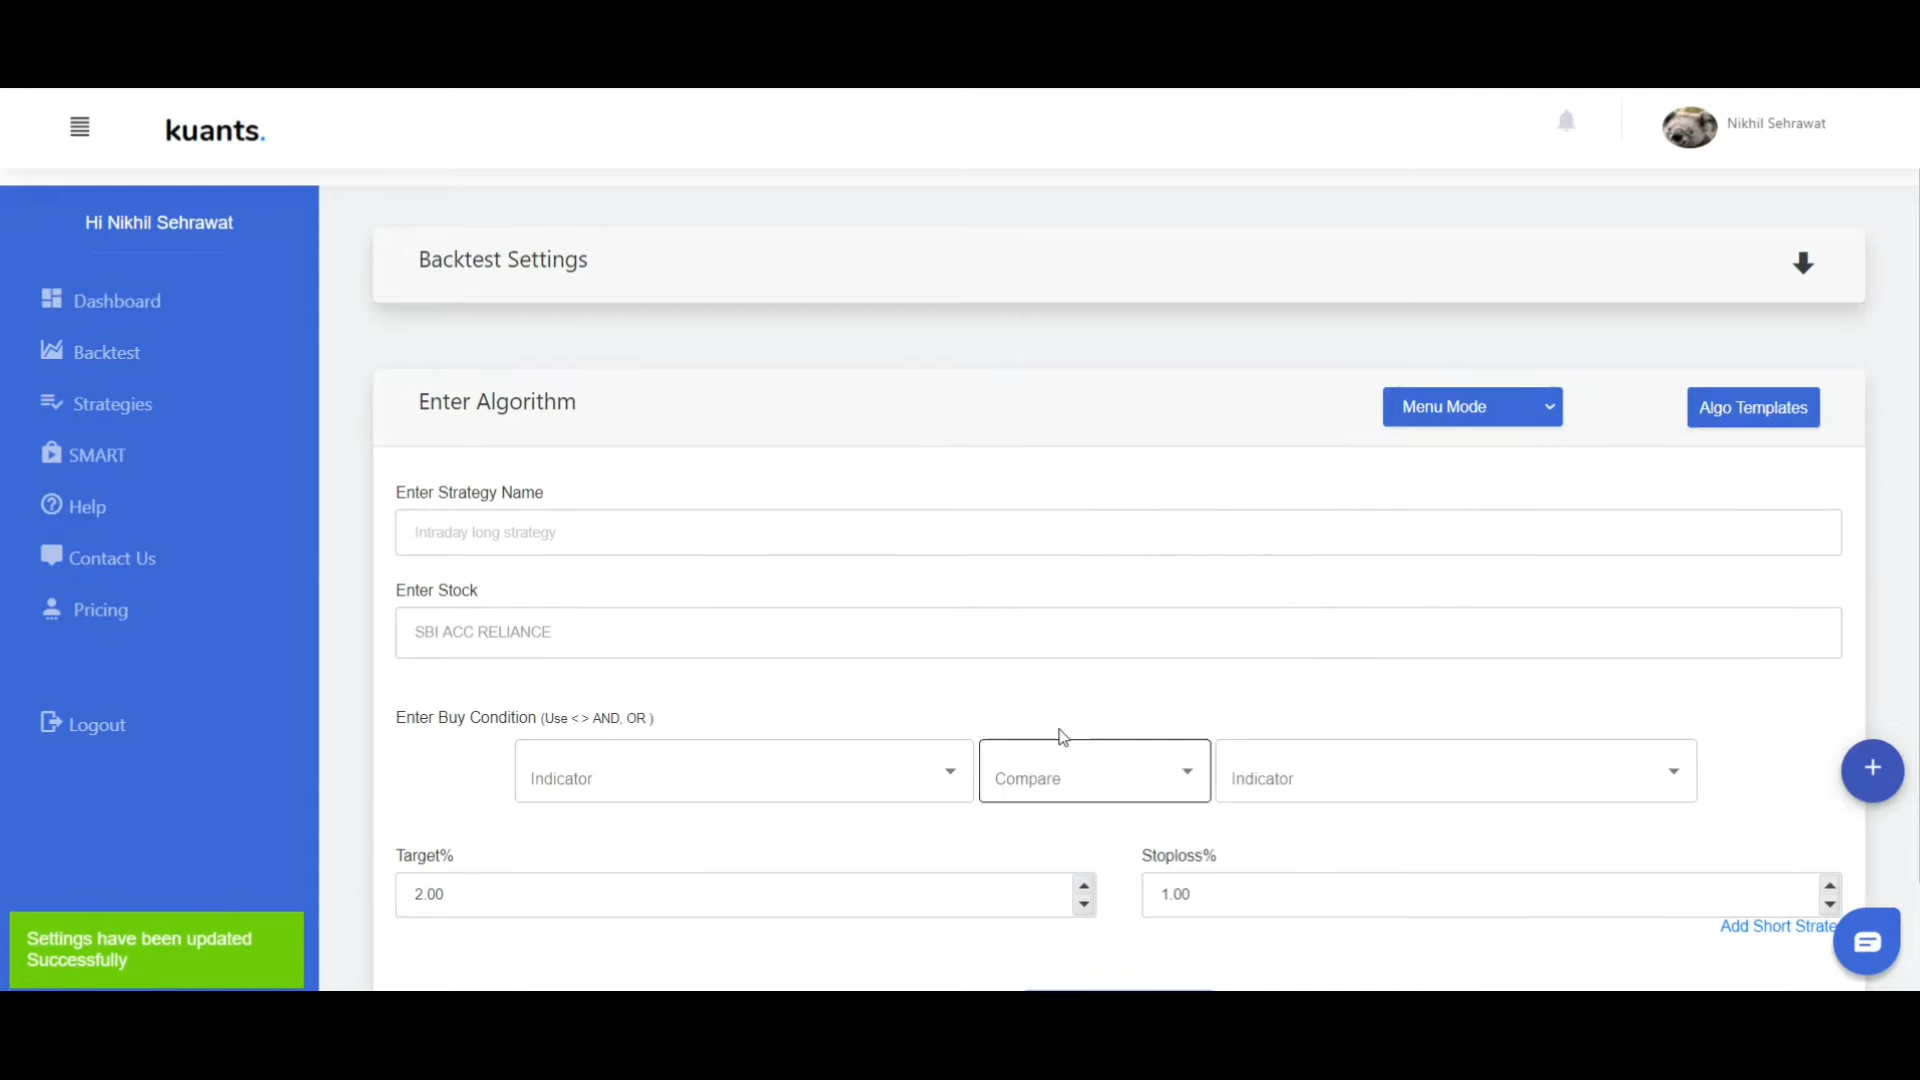 kuants.
Nikhil Sehrawat
Hi Nikhil Sehrawat
Dashboard
Backtest
Strategies
SMART
Help
Contact Us
Pricing
Logout
Settings have been updated
Successfully
Backtest Settings
Enter Algorithm
Menu Mode
Algo Templates
Enter Strategy Name
Intraday long strategy
Enter Stock
SBI ACC RELIANCE
Enter Buy Condition (Use < > AND, OR )
Indicator
Compare
Indicator
+
Target%
Stoploss%
2.00
1.00
Add Short Strate